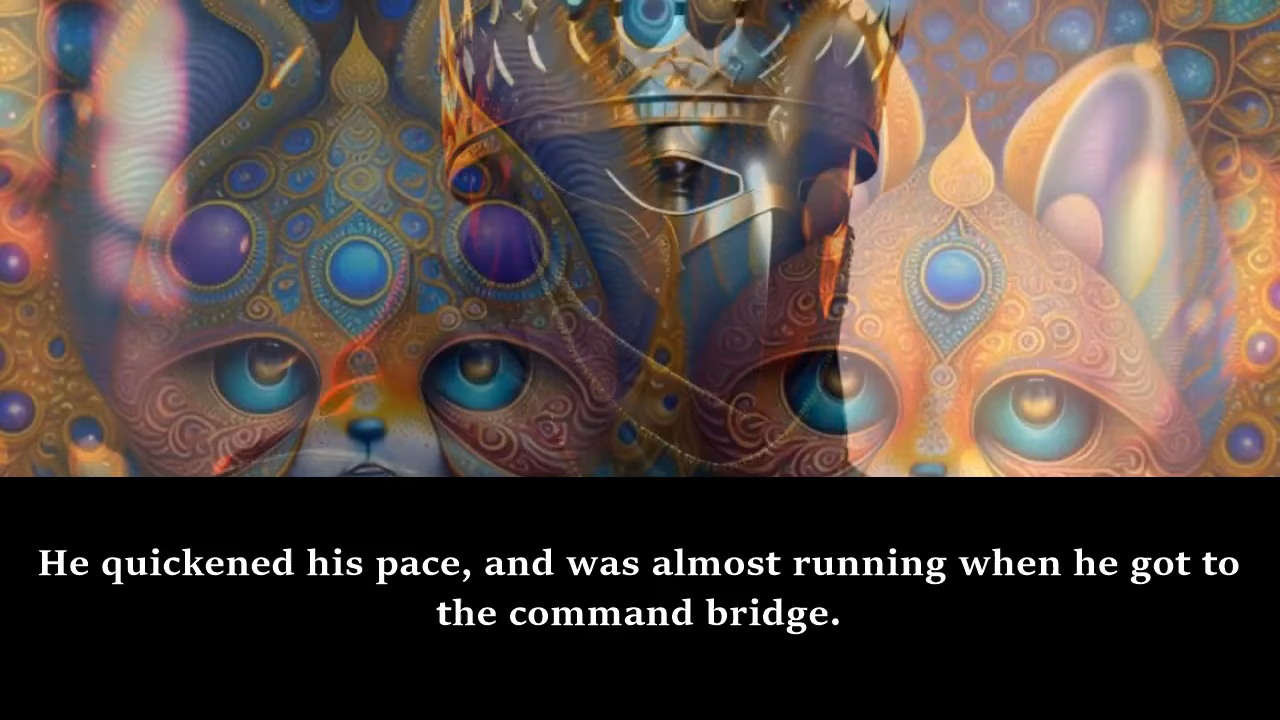 He quickened his pace, and was almost running when he got to
the command bridge.